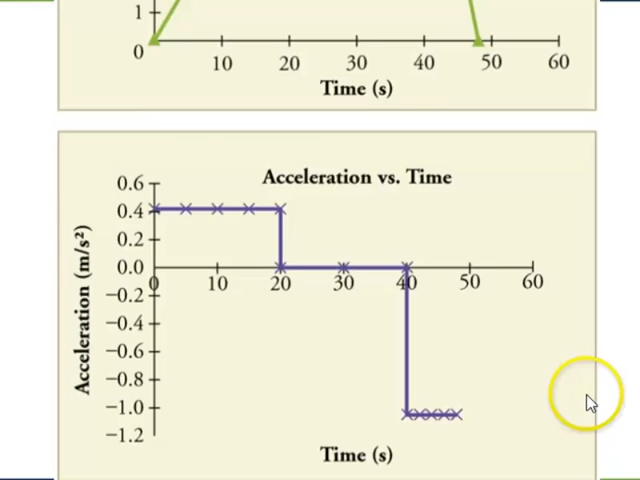 1
0
10 20 30 40 50 60
Time (s)
Acceleration vs. Time
Acceleration (m/s²)
0.6
0.4
0.2
0.0
−0.2
−0.4
−0.6
−0.8
−1.0
−1.2
0 10 20 30 40 50 60
Time (s)